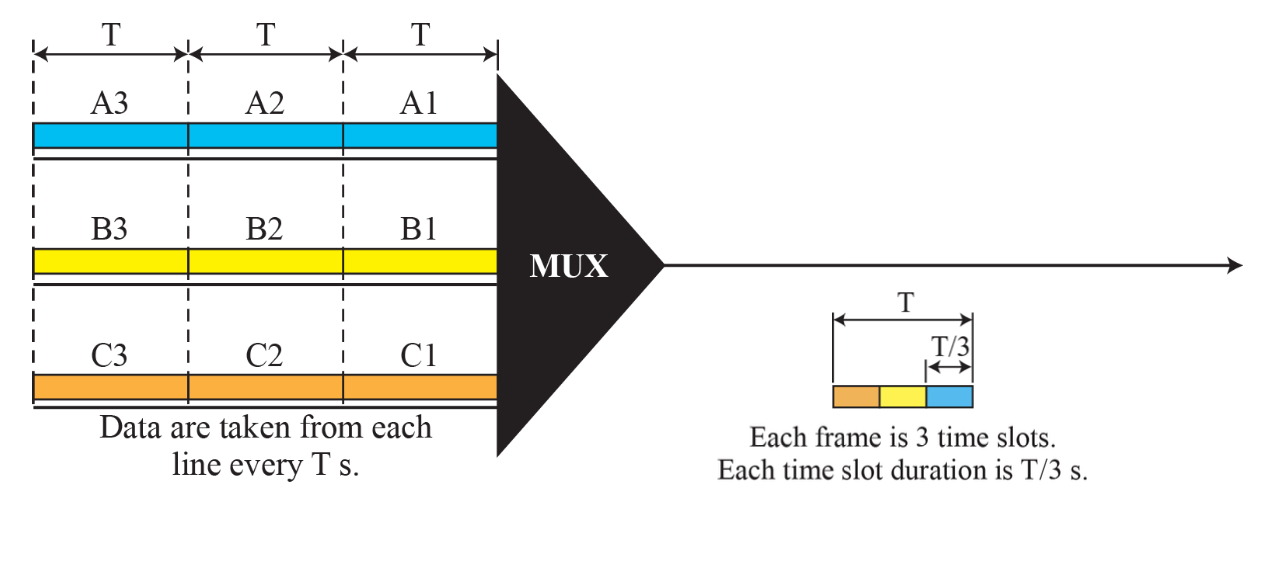 T T T
A3 A2 A1
B3 B2 B1
MUX
T
T/3
C3 C2 C1
Data are taken from each
line every T s.
Each frame is 3 time slots.
Each time slot duration is T/3 s.